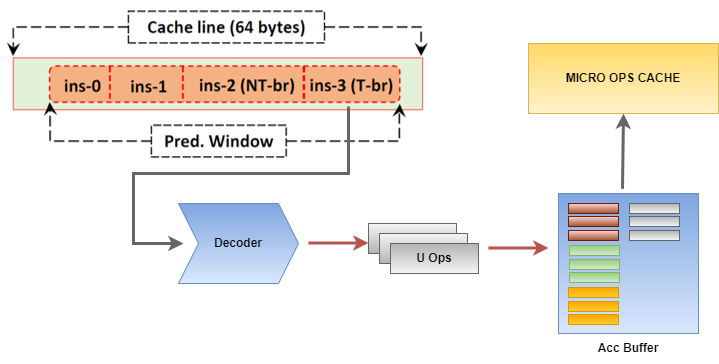 Cache line (64 bytes)
ins-0
ins-1
ins-2 (NT-br)
ins-3 (T-br)
Pred. Window
MICRO OPS CACHE
Decoder
U Ops
Acc Buffer